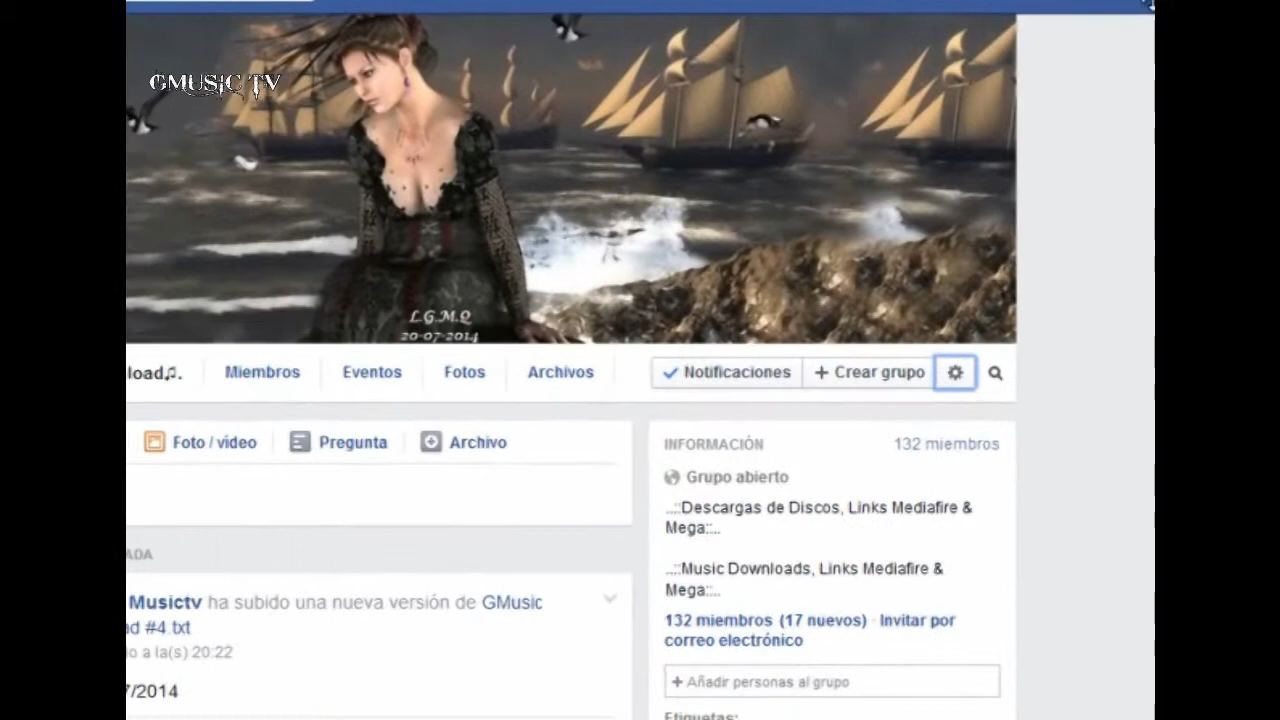 GMUSIC TV
L.G.M.Q
20-07-2014
load♫.
Miembros
Eventos
Fotos
Archivos
Notificaciones
+ Crear grupo
Foto / vídeo
Pregunta
Archivo
INFORMACIÓN
132 miembros
Grupo abierto
..::Descargas de Discos, Links Mediafire &
Mega::..
..::Music Downloads, Links Mediafire &
Mega::..
132 miembros (17 nuevos) · Invitar por
correo electrónico
+ Añadir personas al grupo
Etiquetas:
ADA
Musictv ha subido una nueva versión de GMusic
ad #4.txt
o a la(s) 20:22
7/2014